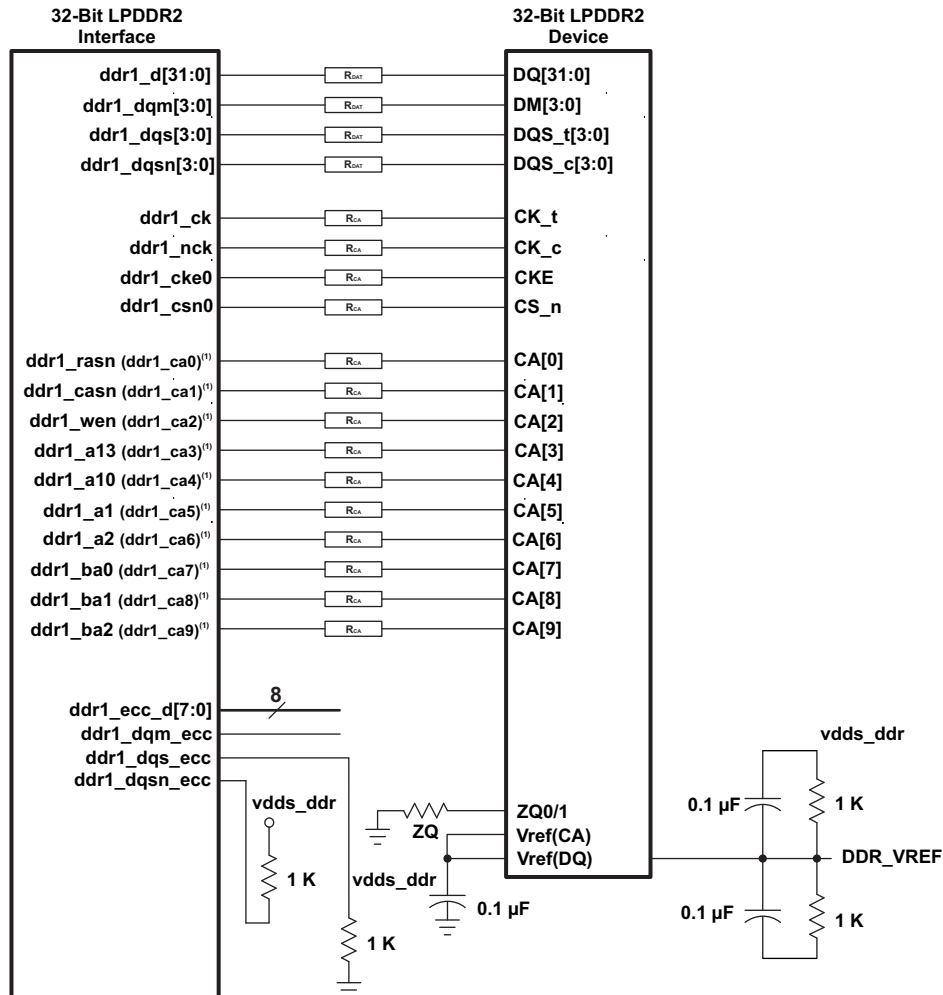 32-Bit LPDDR2
Interface
32-Bit LPDDR2
Device
ddr1_d[31:0] RDAT DQ[31:0]
ddr1_dqm[3:0] RDAT DM[3:0]
ddr1_dqs[3:0] RDAT DQS_t[3:0]
ddr1_dqsn[3:0] RDAT DQS_c[3:0]
ddr1_ck RCA CK_t
ddr1_nck RCA CK_c
ddr1_cke0 RCA CKE
ddr1_csn0 RCA CS_n
ddr1_rasn (ddr1_ca0)(1) RCA CA[0]
ddr1_casn (ddr1_ca1)(1) RCA CA[1]
ddr1_wen (ddr1_ca2)(1) RCA CA[2]
ddr1_a13 (ddr1_ca3)(1) RCA CA[3]
ddr1_a10 (ddr1_ca4)(1) RCA CA[4]
ddr1_a1 (ddr1_ca5)(1) RCA CA[5]
ddr1_a2 (ddr1_ca6)(1) RCA CA[6]
ddr1_ba0 (ddr1_ca7)(1) RCA CA[7]
ddr1_ba1 (ddr1_ca8)(1) RCA CA[8]
ddr1_ba2 (ddr1_ca9)(1) RCA CA[9]
ddr1_ecc_d[7:0] 8
ddr1_dqm_ecc
ddr1_dqs_ecc
ddr1_dqsn_ecc
vdds_ddr
1 K
1 K
ZQ
ZQ0/1
Vref(CA)
Vref(DQ)
vdds_ddr
0.1 µF
vdds_ddr
0.1 µF
1 K
DDR_VREF
0.1 µF
1 K